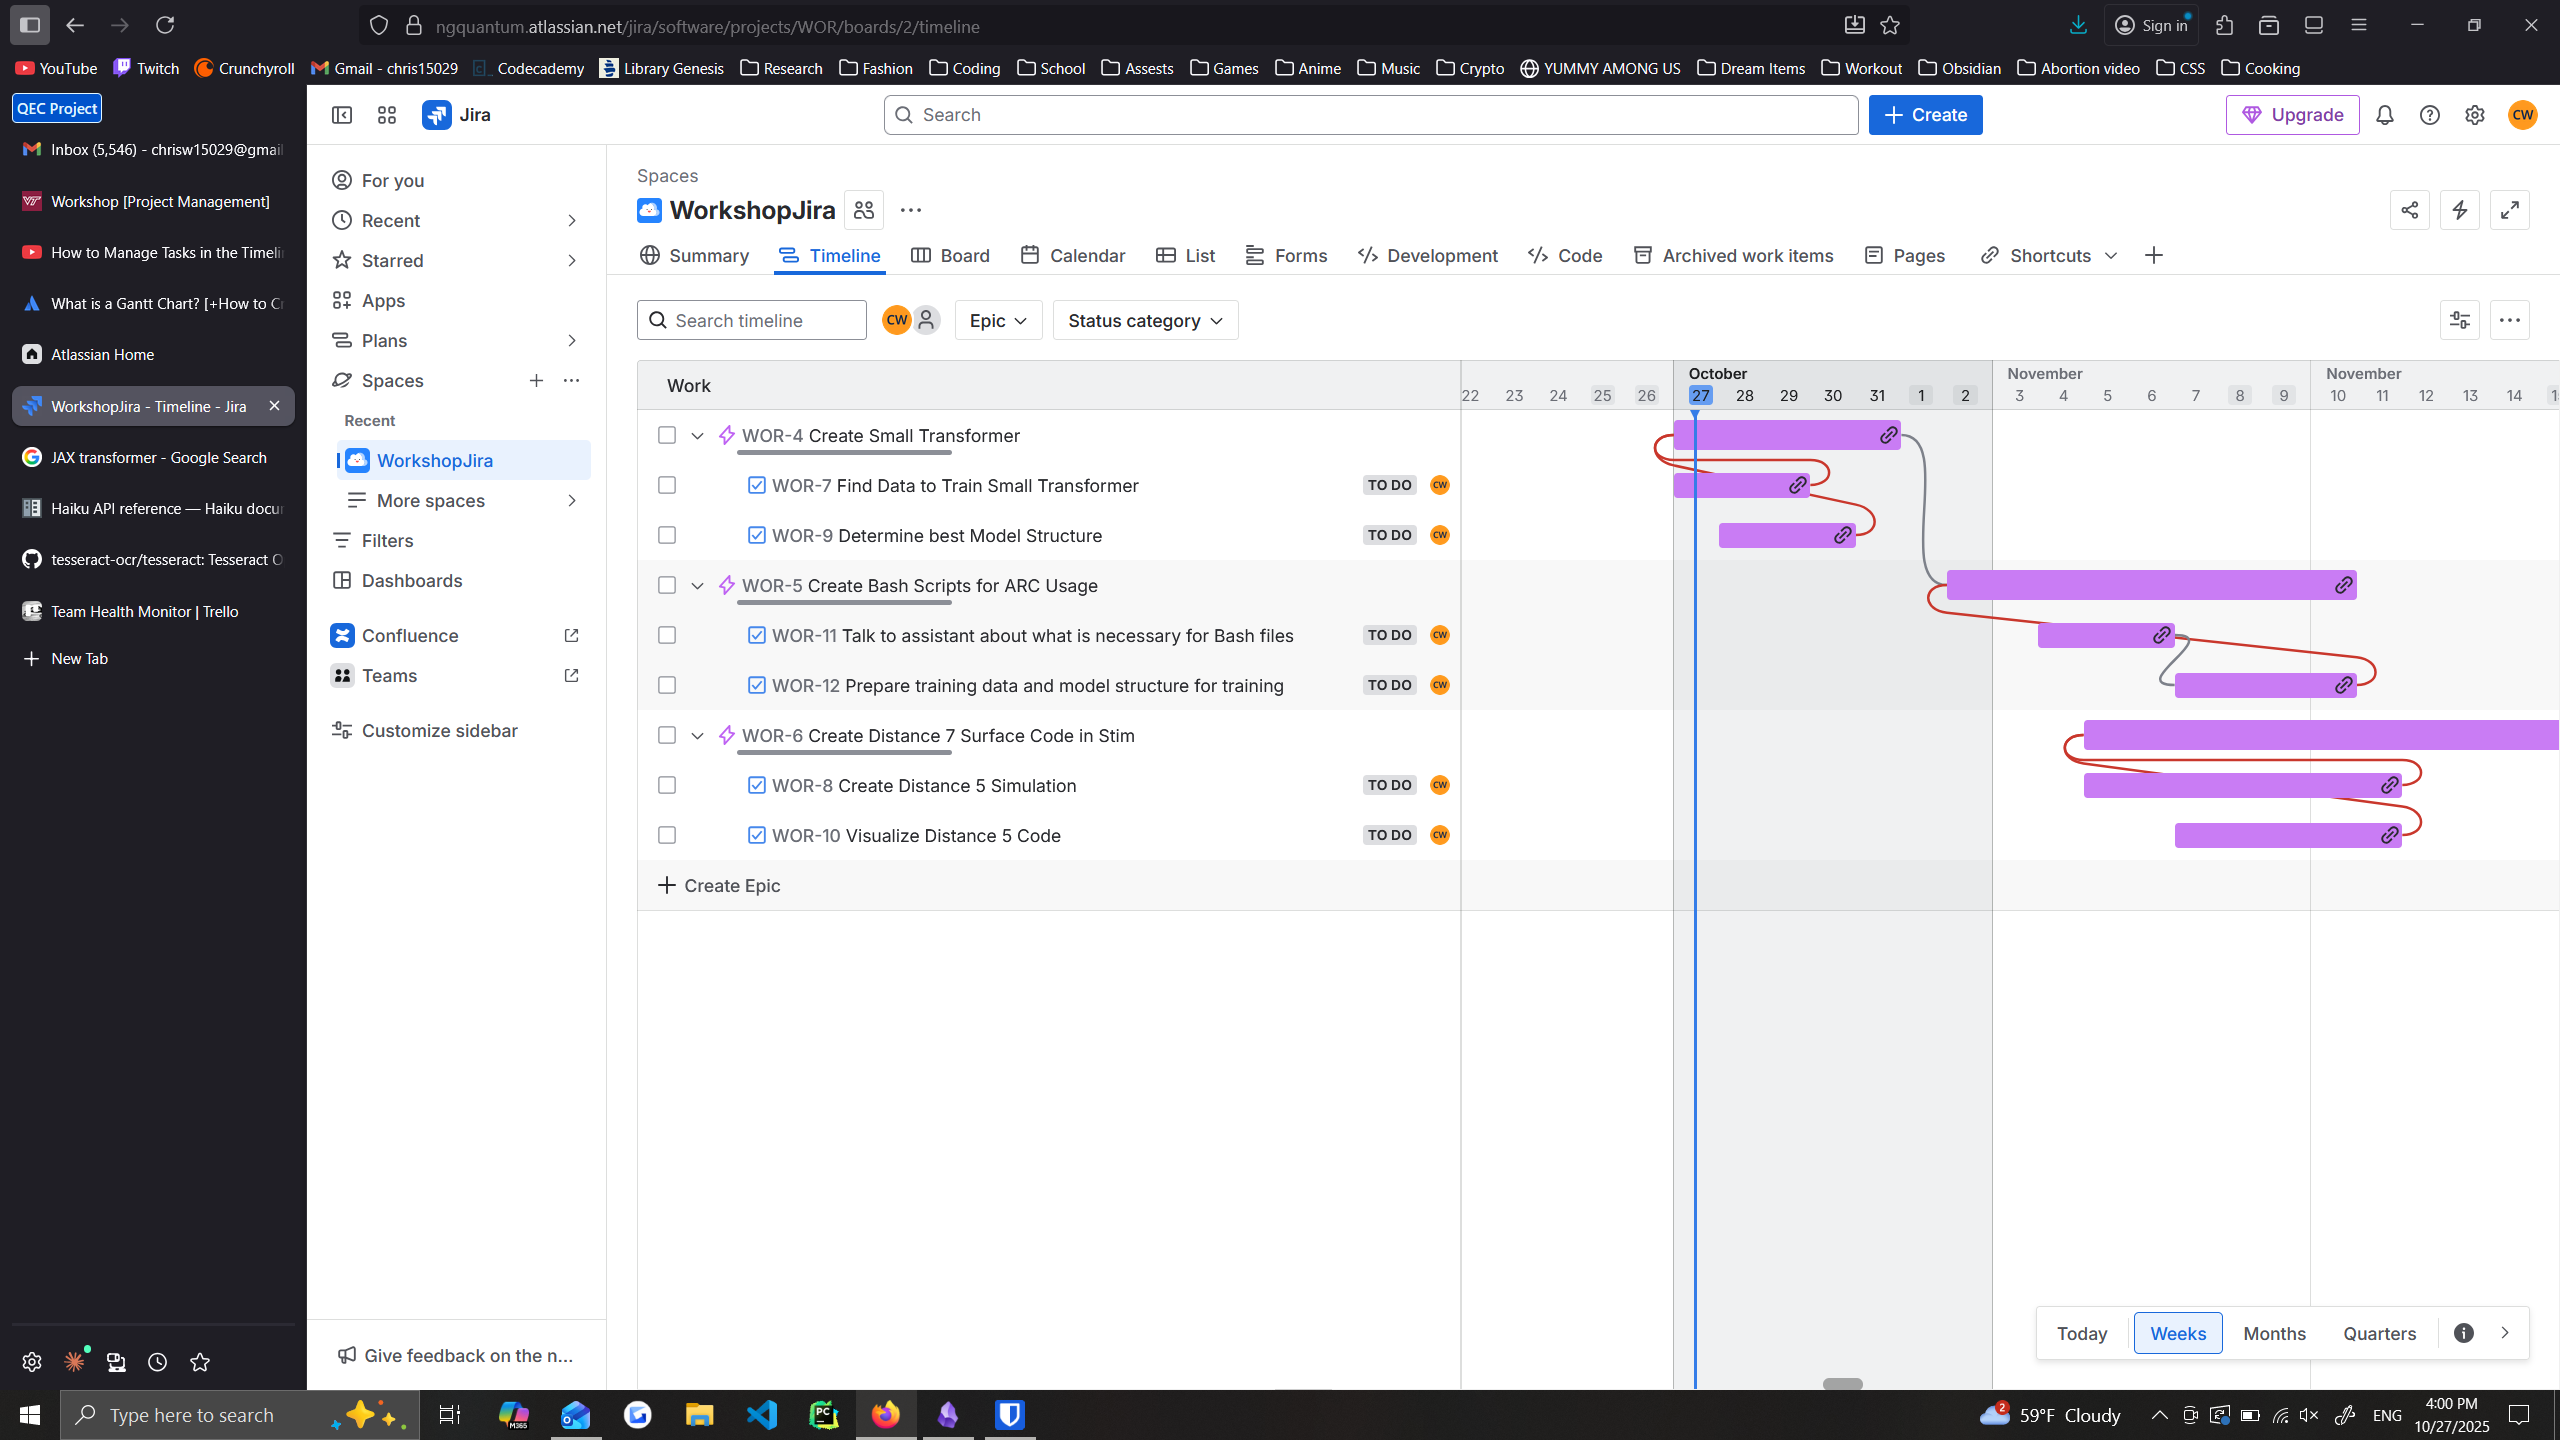 ngquantum.atlassian.net/jira/software/projects/WOR/boards/2/timeline
Sign in
YouTube Twitch Crunchyroll Gmail - chris15029 Codecademy Library Genesis Research Fashion Coding School Assests Games Anime Music Crypto YUMMY AMONG US Dream Items Workout Obsidian Abortion video CSS Cooking
QEC Project
Inbox (5,546) - chrisw15029@gmail
Workshop [Project Management]
How to Manage Tasks in the Timeli
What is a Gantt Chart? [+How to Cr
Atlassian Home
WorkshopJira - Timeline - Jira
JAX transformer - Google Search
Haiku API reference — Haiku docur
tesseract-ocr/tesseract: Tesseract O
Team Health Monitor | Trello
New Tab
Jira
Search
Create
Upgrade
CW
For you
Recent
Starred
Apps
Plans
Spaces
Recent
WorkshopJira
More spaces
Filters
Dashboards
Confluence
Teams
Customize sidebar
Give feedback on the n...
Spaces
WorkshopJira
Summary Timeline Board Calendar List Forms Development Code Archived work items Pages Shortcuts
Search timeline CW Epic Status category
Work
October November November
22 23 24 25 26 27 28 29 30 31 1 2 3 4 5 6 7 8 9 10 11 12 13 14
WOR-4 Create Small Transformer
WOR-7 Find Data to Train Small Transformer TO DO CW
WOR-9 Determine best Model Structure TO DO CW
WOR-5 Create Bash Scripts for ARC Usage
WOR-11 Talk to assistant about what is necessary for Bash files TO DO CW
WOR-12 Prepare training data and model structure for training TO DO CW
WOR-6 Create Distance 7 Surface Code in Stim
WOR-8 Create Distance 5 Simulation TO DO CW
WOR-10 Visualize Distance 5 Code TO DO CW
Create Epic
Today Weeks Months Quarters
Type here to search
M365
PC
2
59°F Cloudy
ENG
4:00 PM
10/27/2025